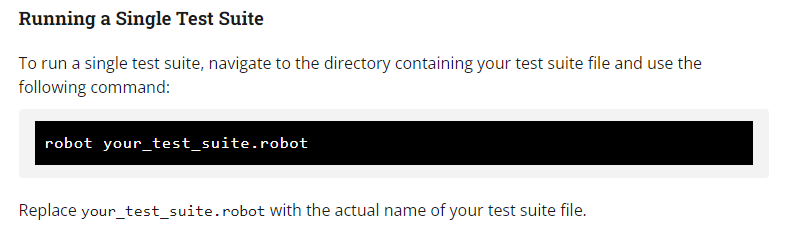 Running a Single Test Suite
To run a single test suite, navigate to the directory containing your test suite file and use the
following command:
robot your_test_suite.robot
Replace your_test_suite.robot with the actual name of your test suite file.